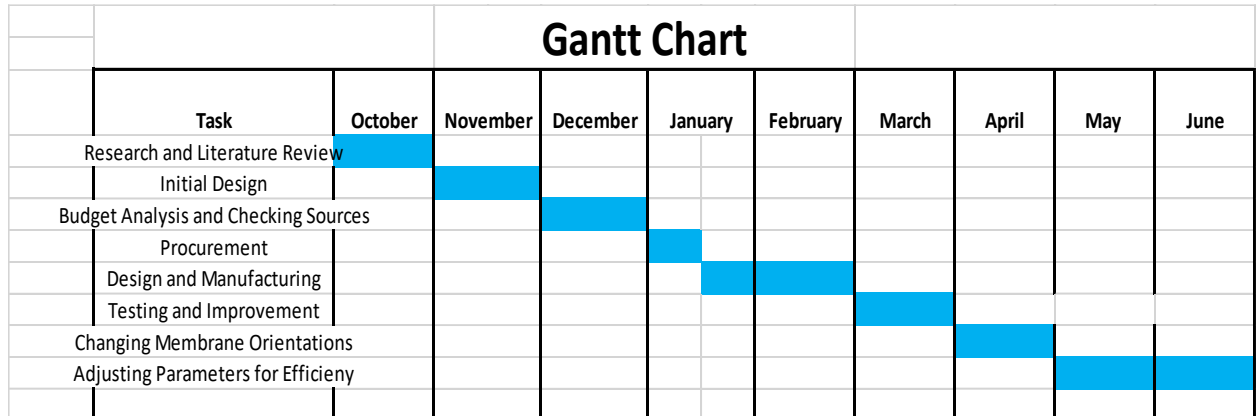 Gantt Chart
Task October November December January February March April May June
Research and Literature Review
Initial Design
Budget Analysis and Checking Sources
Procurement
Design and Manufacturing
Testing and Improvement
Changing Membrane Orientations
Adjusting Parameters for Efficieny